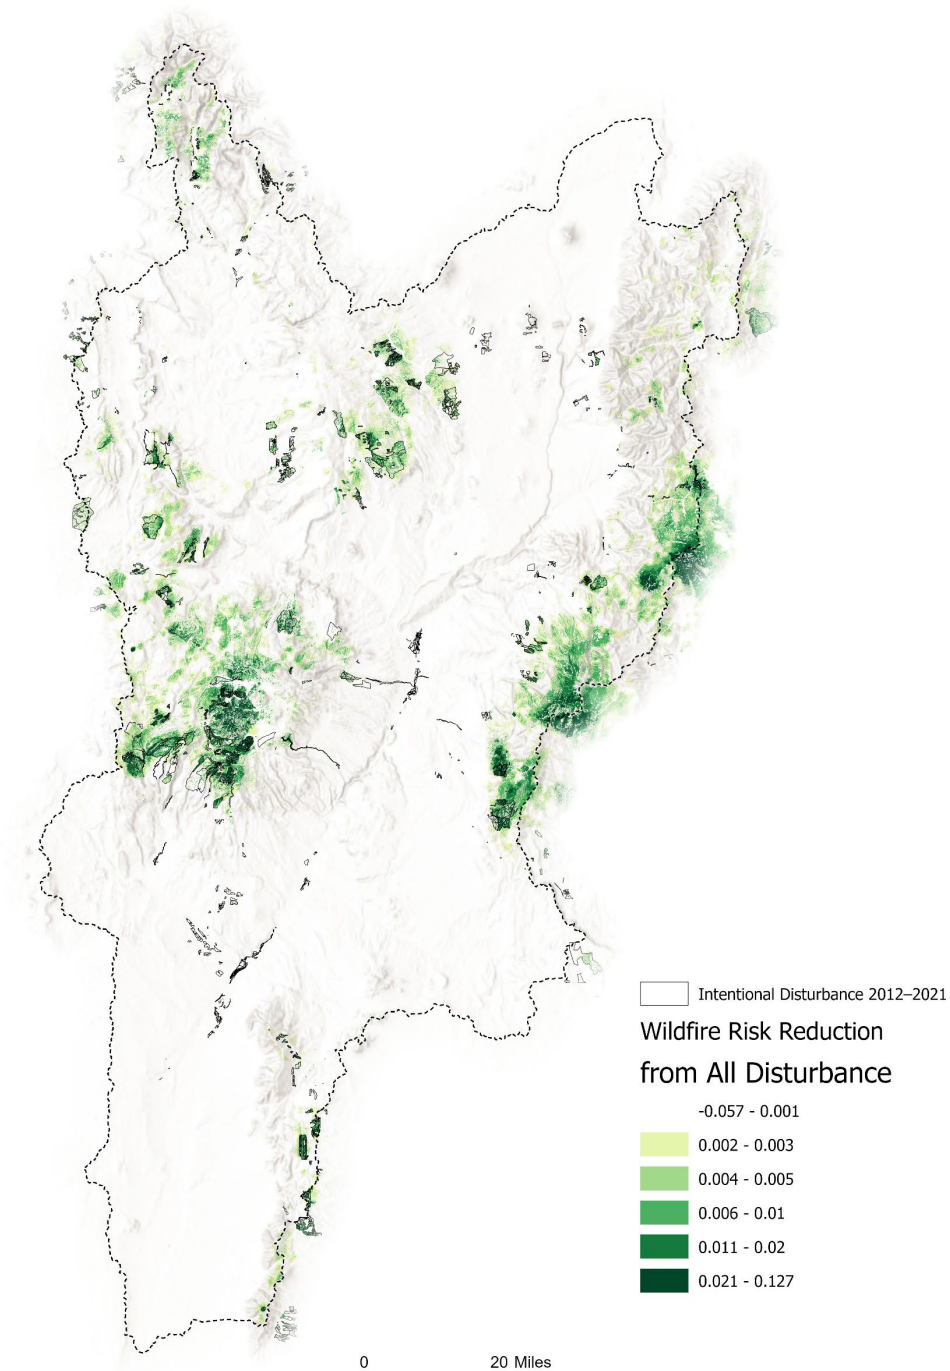 Intentional Disturbance 2012–2021
Wildfire Risk Reduction
from All Disturbance
-0.057 - 0.001
0.002 - 0.003
0.004 - 0.005
0.006 - 0.01
0.011 - 0.02
0.021 - 0.127
0 20 Miles